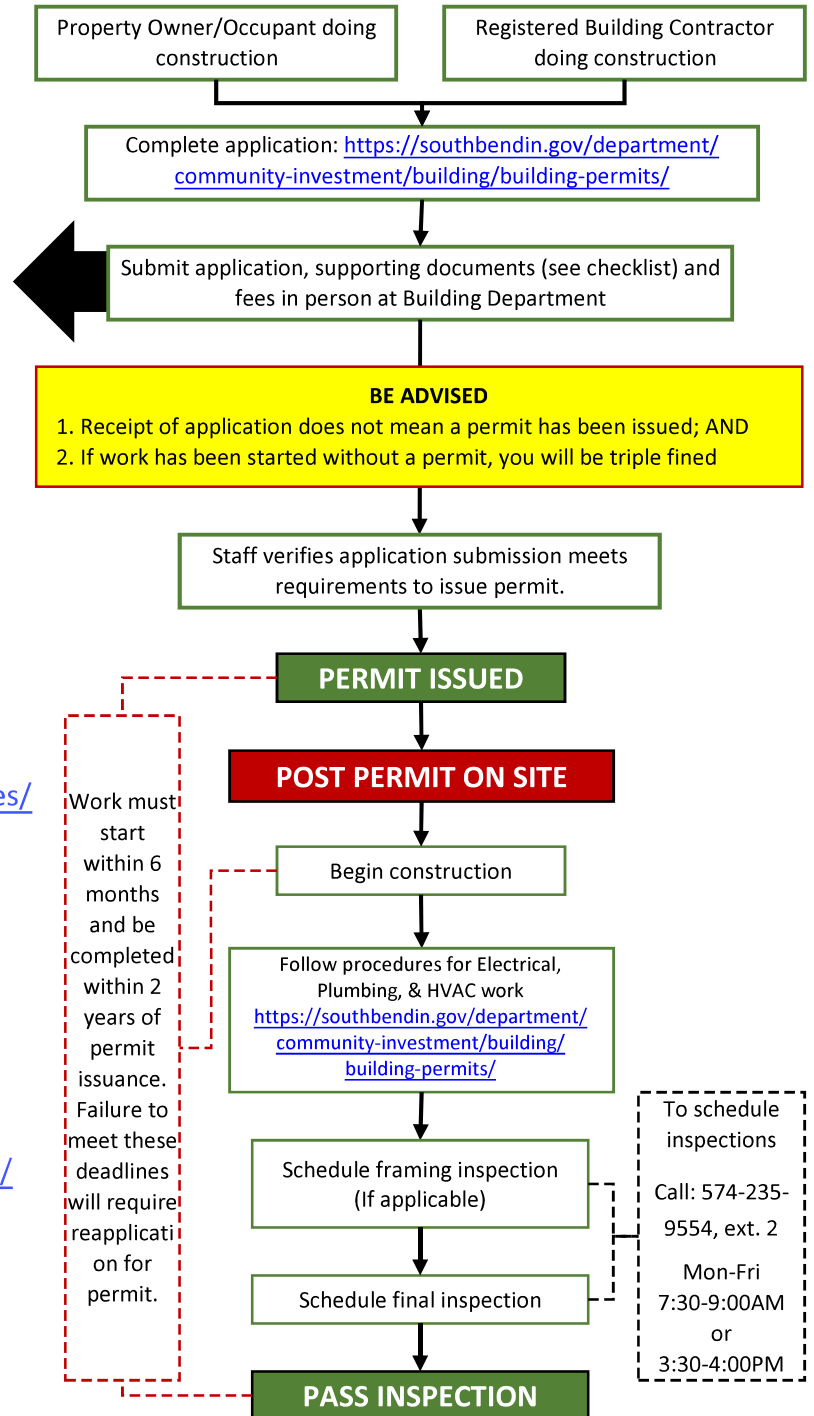 Property Owner/Occupant doing
construction
Registered Building Contractor
doing construction
Complete application: https://southbendin.gov/department/
community-investment/building/building-permits/
Submit application, supporting documents (see checklist) and
fees in person at Building Department
BE ADVISED
1. Receipt of application does not mean a permit has been issued; AND
2. If work has been started without a permit, you will be triple fined
Staff verifies application submission meets
requirements to issue permit.
PERMIT ISSUED
POST PERMIT ON SITE
es/
Work must
start
within 6
months
and be
completed
within 2
years of
permit
issuance.
Failure to
meet these
deadlines
will require
reapplicati
on for
permit.
Begin construction
Follow procedures for Electrical,
Plumbing, & HVAC work
https://southbendin.gov/department/
community-investment/building/
building-permits/
/
Schedule framing inspection
(If applicable)
Schedule final inspection
To schedule
inspections
Call: 574-235-
9554, ext. 2
Mon-Fri
7:30-9:00AM
or
3:30-4:00PM
PASS INSPECTION